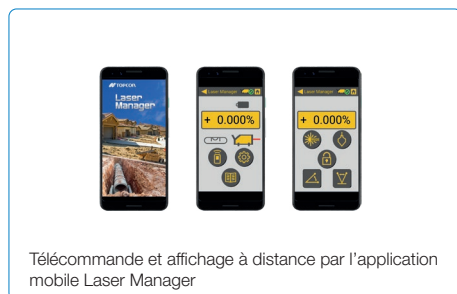 TOPCON
Laser
Manager
Laser Manager
+ 0.000%
Laser Manager
+ 0.000%
Télécommande et affichage à distance par l'application
mobile Laser Manager